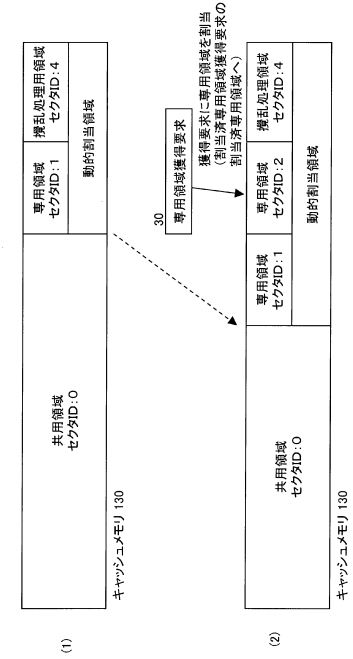 (1)
共用領域
セクタID:0
専用領域
セクタID:1
攪乱処理用領域
セクタID:4
動的割当領域
キャッシュメモリ 130
30
専用領域獲得要求
獲得要求に専用領域を割当
(割当済専用領域獲得要求の
割当済専用領域へ)
(2)
共用領域
セクタID:0
専用領域
セクタID:1
専用領域
セクタID:2
攪乱処理領域
セクタID:4
動的割当領域
キャッシュメモリ 130